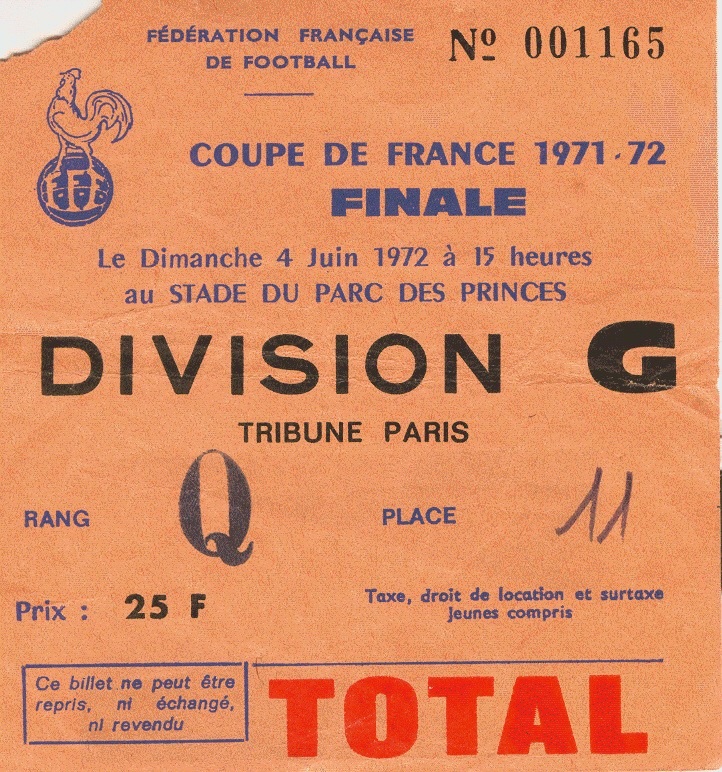 FÉDÉRATION FRANÇAISE
DE FOOTBALL
Nº 001165
COUPE DE FRANCE 1971-72
FINALE
Le Dimanche 4 Juin 1972 à 15 heures
au STADE DU PARC DES PRINCES
DIVISION G
TRIBUNE PARIS
RANG Q PLACE 11
Prix : 25 F
Taxe, droit de location et surtaxe
Jeunes compris
Ce billet ne peut être
repris, ni échangé,
ni revendu
TOTAL